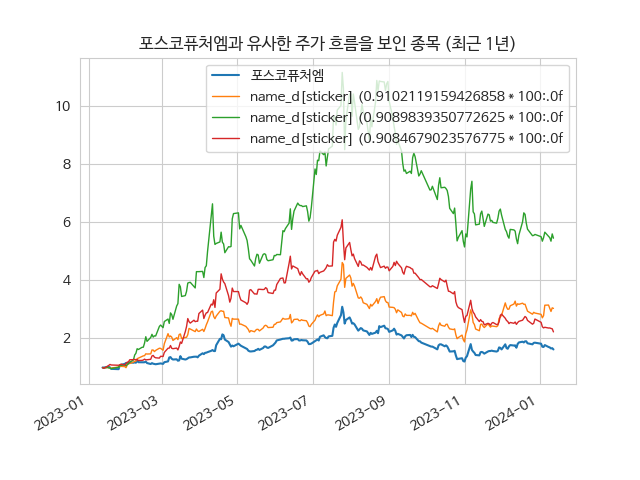 포스코퓨처엠과 유사한 주가 흐름을 보인 종목 (최근 1년)
포스코퓨처엠
name_d[sticker] (0.9102119159426858 * 100:.0f
name_d[sticker] (0.9089839350772625 * 100:.0f
name_d[sticker] (0.9084679023576775 * 100:.0f
10
8
6
4
2
2023-01
2023-03
2023-05
2023-07
2023-09
2023-11
2024-01